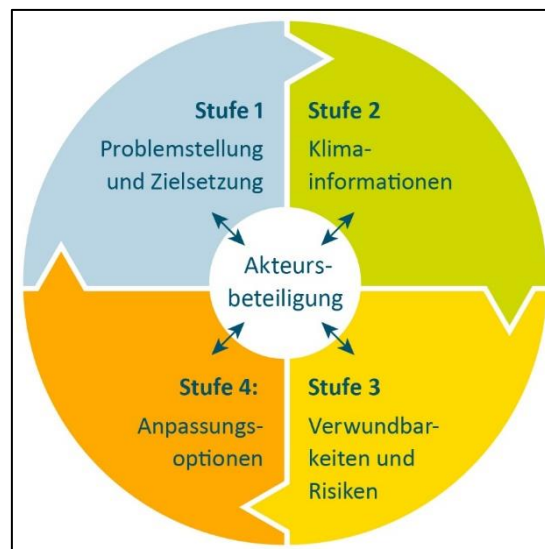 Stufe 1
Problemstellung
und Zielsetzung
Stufe 2
Klima-
informationen
Akteurs-
beteiligung
Stufe 3
Verwundbar-
keiten und
Risiken
Stufe 4:
Anpassungs-
optionen